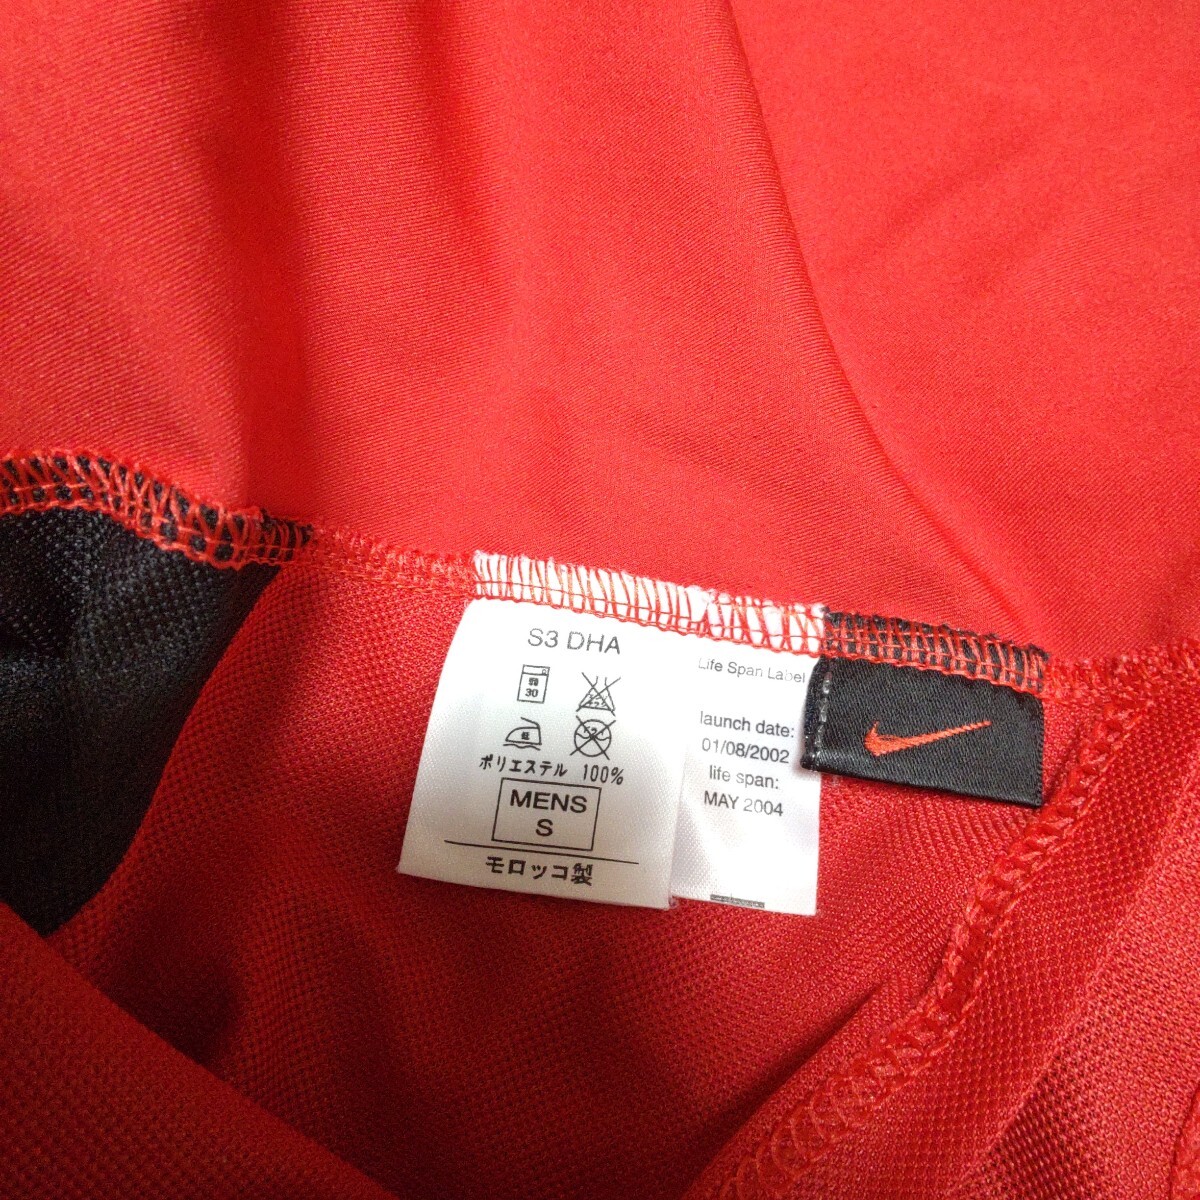 S3 DHA
30
低
ポリエステル 100%
MENS
S
モロッコ製
Life Span Label
launch date:
01/08/2002
life span:
MAY 2004